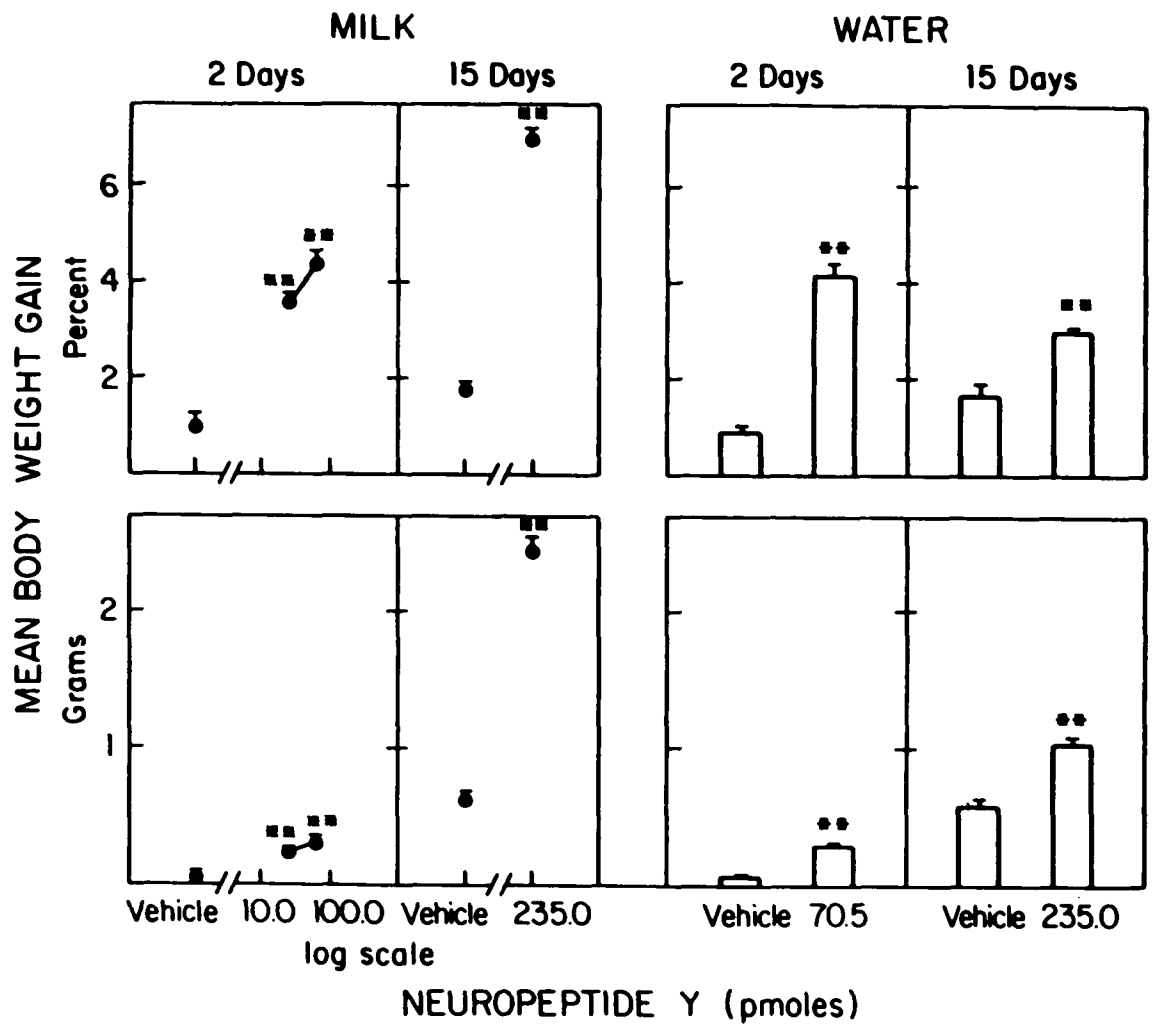 MILK
WATER
2 Days
15 Days
2 Days
15 Days
MEAN BODY WEIGHT GAIN
Percent
6
4
2
**
**
**
**
**
Grams
2
1
**
**
**
**
**
Vehicle 10.0 100.0 Vehicle 235.0
log scale
Vehicle 70.5 Vehicle 235.0
NEUROPEPTIDE Y (pmoles)